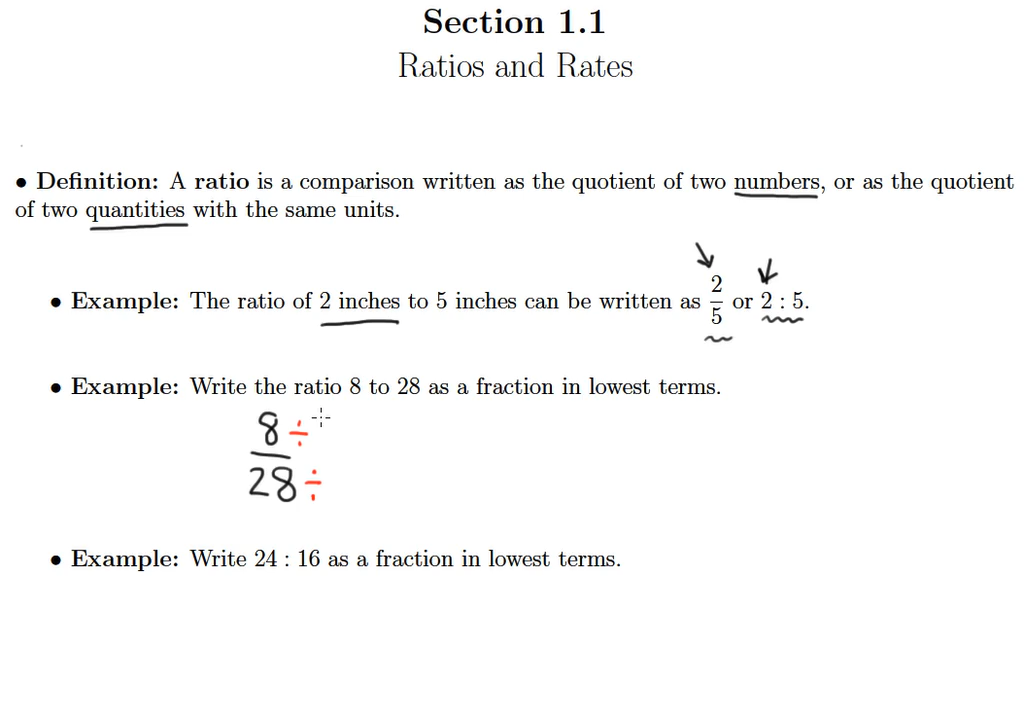 Section 1.1
Ratios and Rates
• Definition: A ratio is a comparison written as the quotient of two numbers, or as the quotient
of two quantities with the same units.
• Example: The ratio of 2 inches to 5 inches can be written as 2/5 or 2 : 5.
• Example: Write the ratio 8 to 28 as a fraction in lowest terms.
8 ÷
28 ÷
• Example: Write 24 : 16 as a fraction in lowest terms.